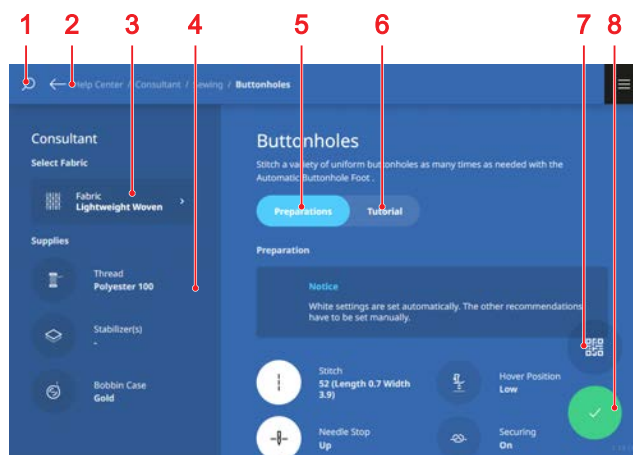 1 2 3 4 5 6 7 8
Help Center / Consultant / Sewing / Buttonholes
Consultant
Select Fabric
Fabric
Lightweight Woven
Supplies
Thread
Polyester 100
Stabilizer(s)
-
Bobbin Case
Gold
Buttonholes
Stitch a variety of uniform buttonholes as many times as needed with the
Automatic Buttonhole Foot .
Preparations Tutorial
Preparation
Notice
White settings are set automatically. The other recommendations
have to be set manually.
Stitch
52 (Length 0.7 Width
3.9)
Hover Position
Low
Needle Stop
Up
Securing
On